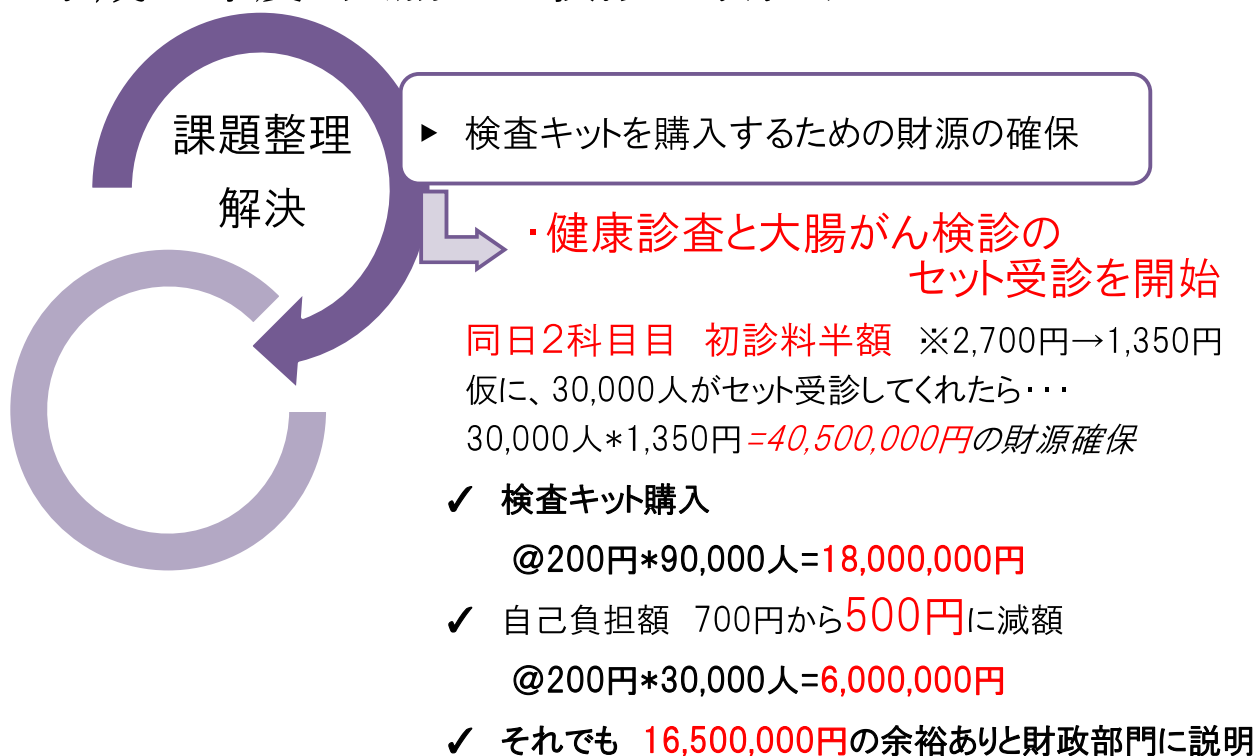 課題整理
解決
▶ 検査キットを購入するための財源の確保
・健康診査と大腸がん検診の
セット受診を開始
同日2科目目 初診料半額 ※2,700円→1,350円
仮に、30,000人がセット受診してくれたら・・・
30,000人*1,350円=40,500,000円の財源確保
✓ 検査キット購入
@200円*90,000人=18,000,000円
✓ 自己負担額 700円から500円に減額
@200円*30,000人=6,000,000円
✓ それでも 16,500,000円の余裕ありと財政部門に説明